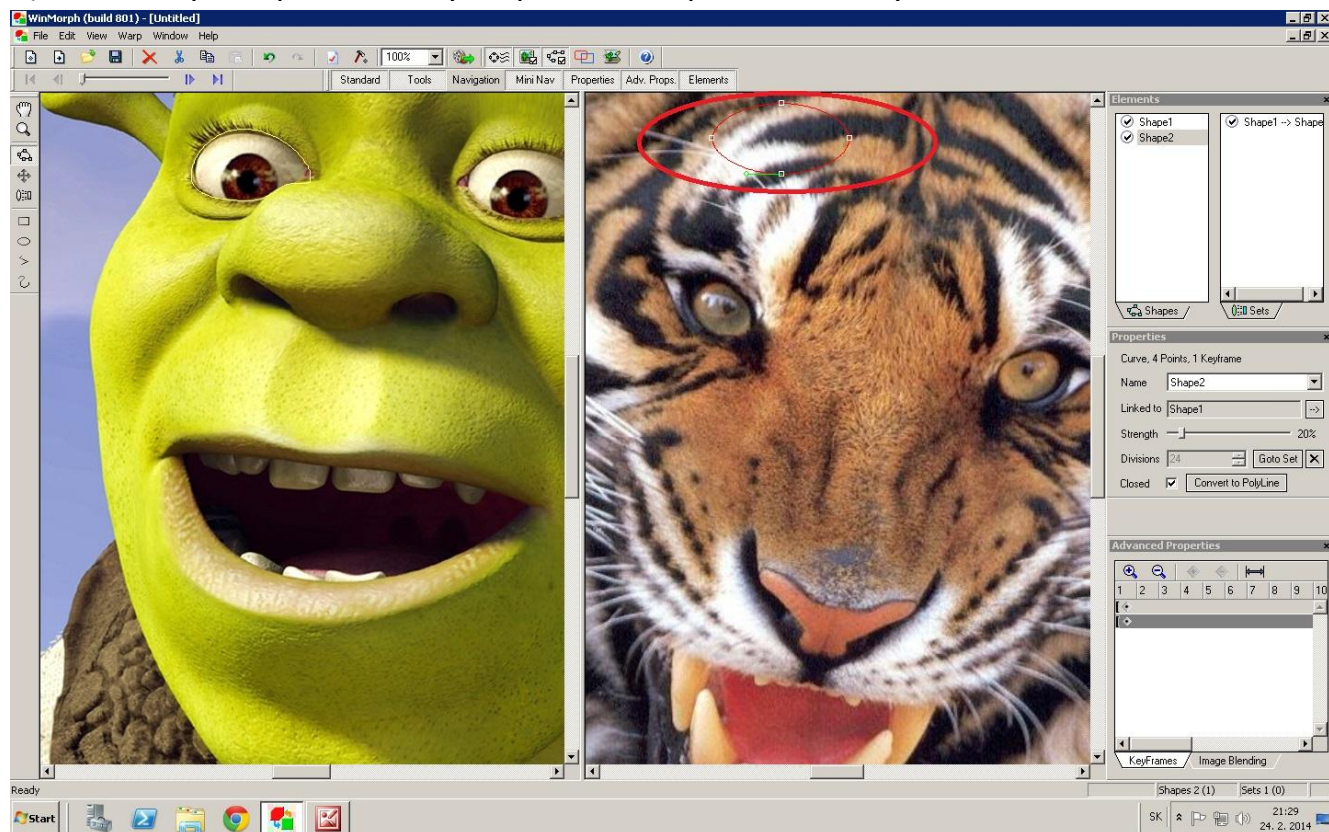 WinMorph (build 801) - [Untitled]
File Edit View Warp Window Help
100%
Standard Tools Navigation Mini Nav Properties Adv. Props. Elements
Elements
Shape1
Shape2
Shape1 --> Shape
Shapes
Sets
Properties
Curve, 4 Points, 1 Keyframe
Name Shape2
Linked to Shape1 -->
Strength 20%
Divisions 24 Goto Set
Closed Convert to PolyLine
Advanced Properties
1 2 3 4 5 6 7 8 9 10
KeyFrames Image Blending
Ready Shapes 2 (1) Sets 1 (0)
Start SK 21:29
24. 2. 2014